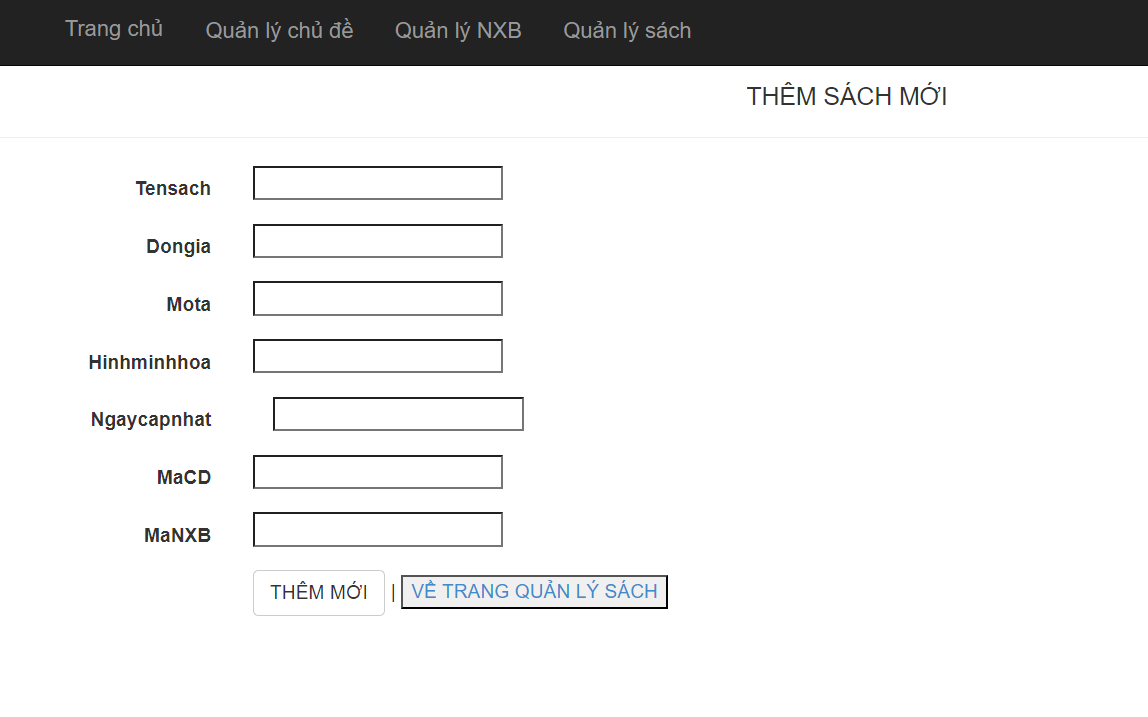 Trang chủ Quản lý chủ đề Quản lý NXB Quản lý sách
THÊM SÁCH MỚI
Tensach
Dongia
Mota
Hinhminhhoa
Ngaycapnhat
MaCD
MaNXB
THÊM MỚI | VỀ TRANG QUẢN LÝ SÁCH